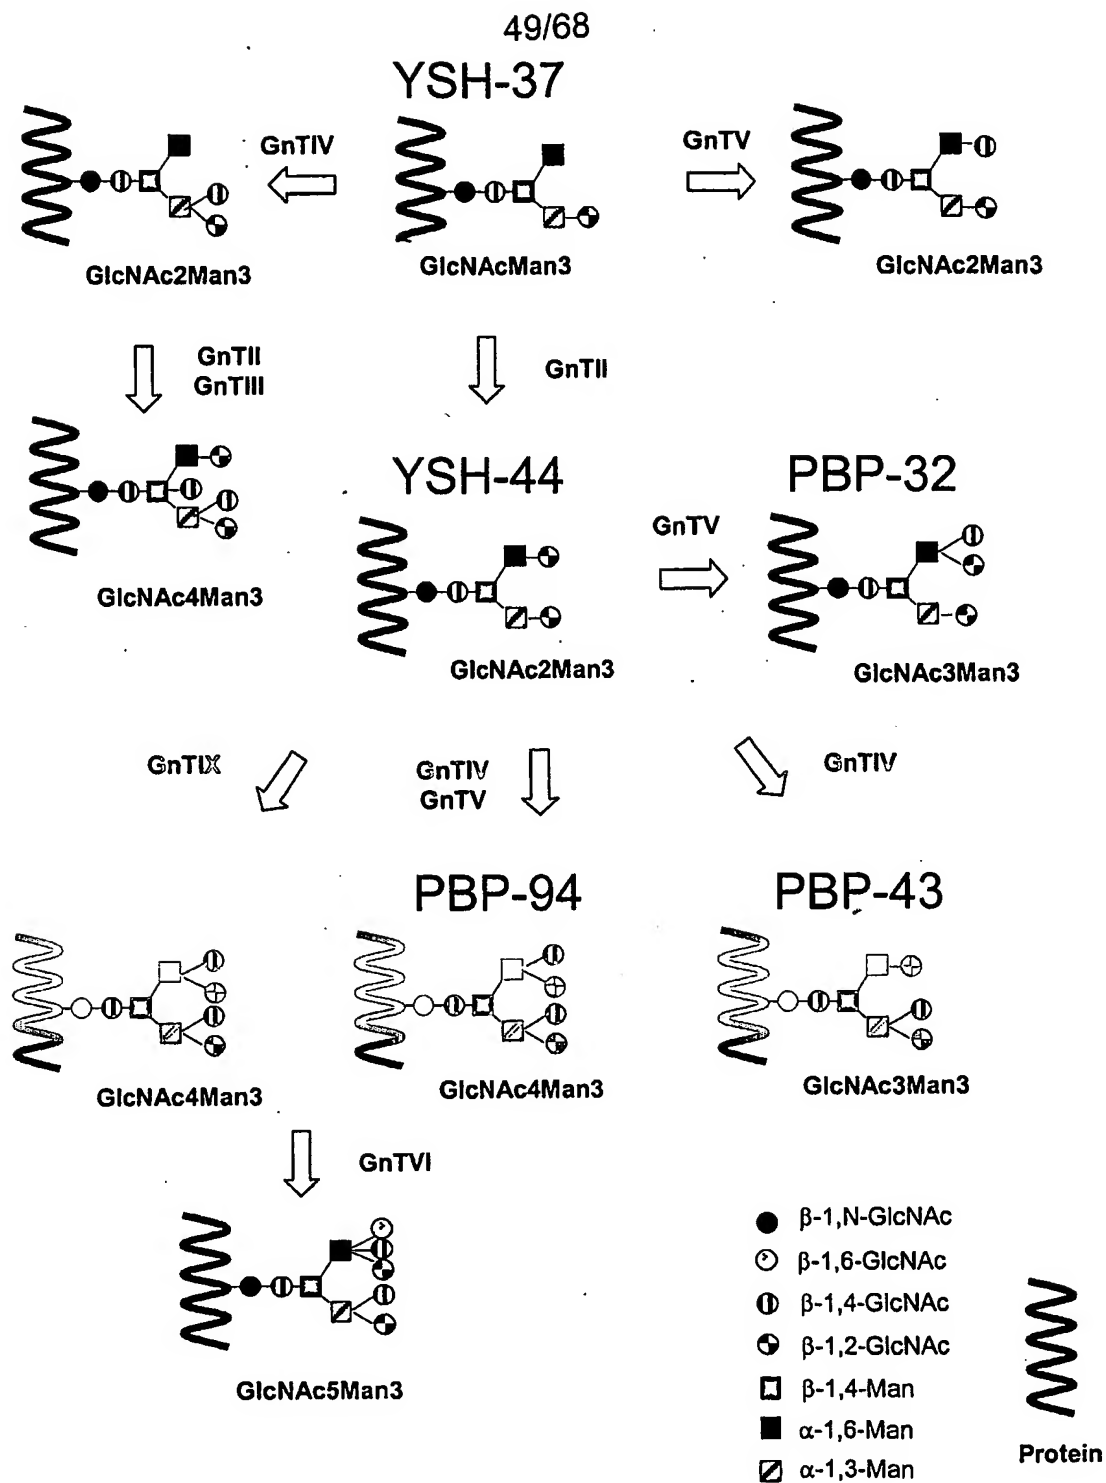 49/68
YSH-37
GnTIV
GnTV
GlcNAc2Man3
GlcNAcMan3
GlcNAc2Man3
GnTII
GnTIII
GnTII
YSH-44
PBP-32
GnTV
GlcNAc4Man3
GlcNAc2Man3
GlcNAc3Man3
GnTIX
GnTIV
GnTV
GnTIV
PBP-94
PBP-43
GlcNAc4Man3
GlcNAc4Man3
GlcNAc3Man3
GnTVI
GlcNAc5Man3
β-1,N-GlcNAc
β-1,6-GlcNAc
β-1,4-GlcNAc
β-1,2-GlcNAc
β-1,4-Man
α-1,6-Man
α-1,3-Man
Protein